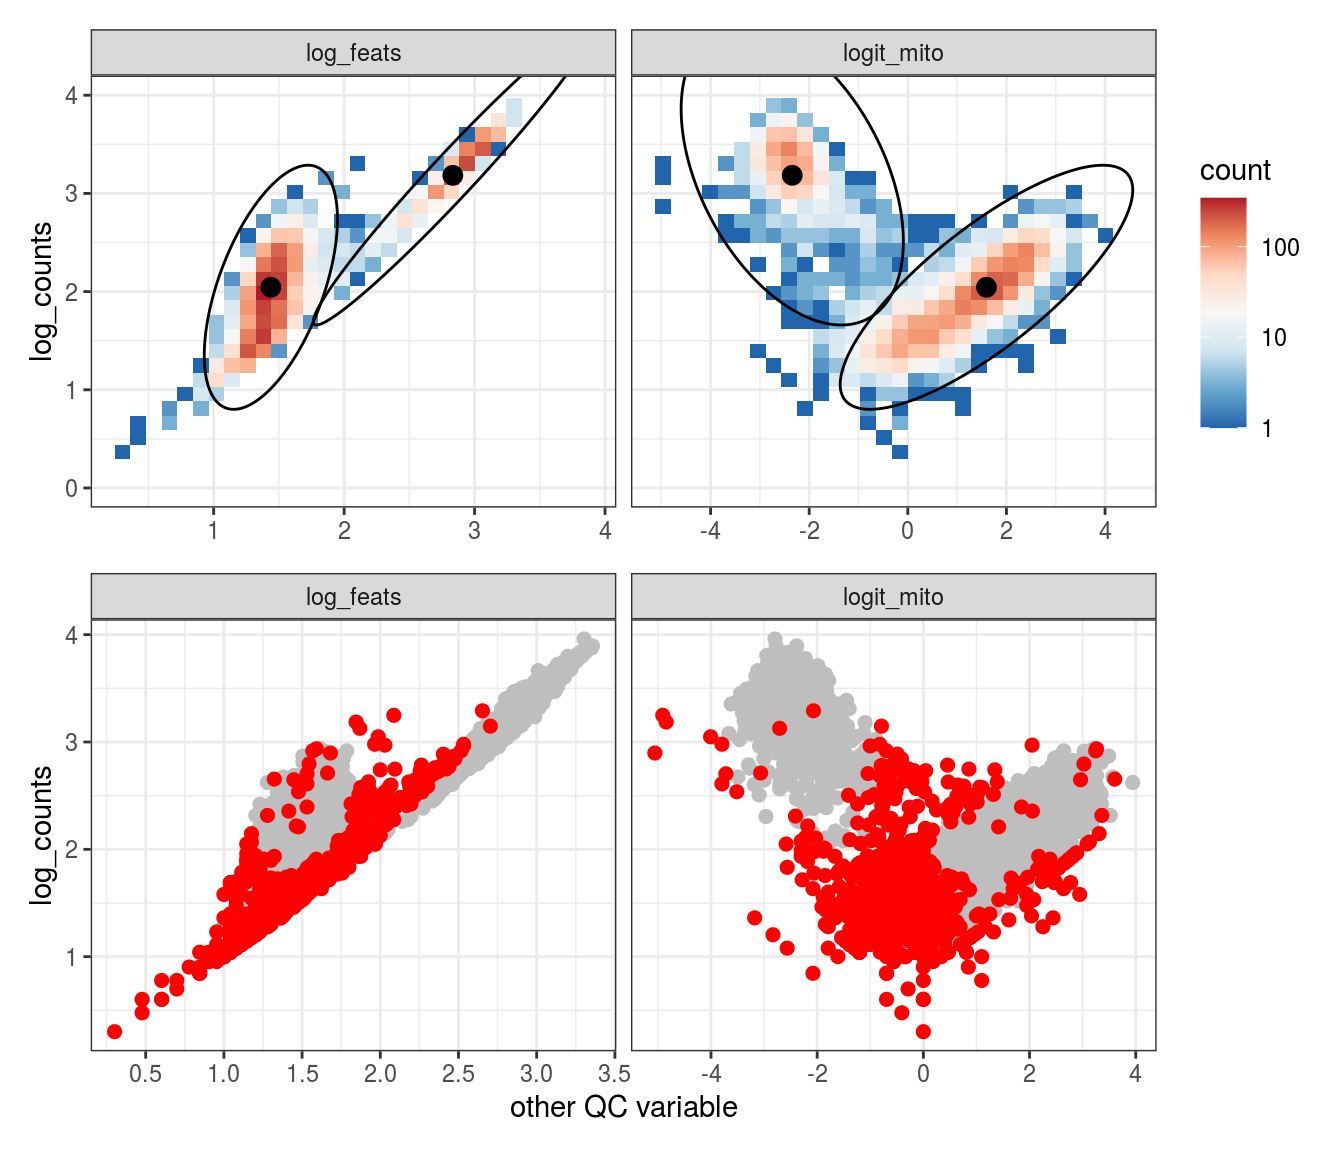 log_feats
logit_mito
4
3
2
1
0
log_counts
1 2 3 4
-4 -2 0 2 4
count
100
10
1
log_feats
logit_mito
4
3
2
1
log_counts
0.5 1.0 1.5 2.0 2.5 3.0 3.5
-4 -2 0 2 4
other QC variable